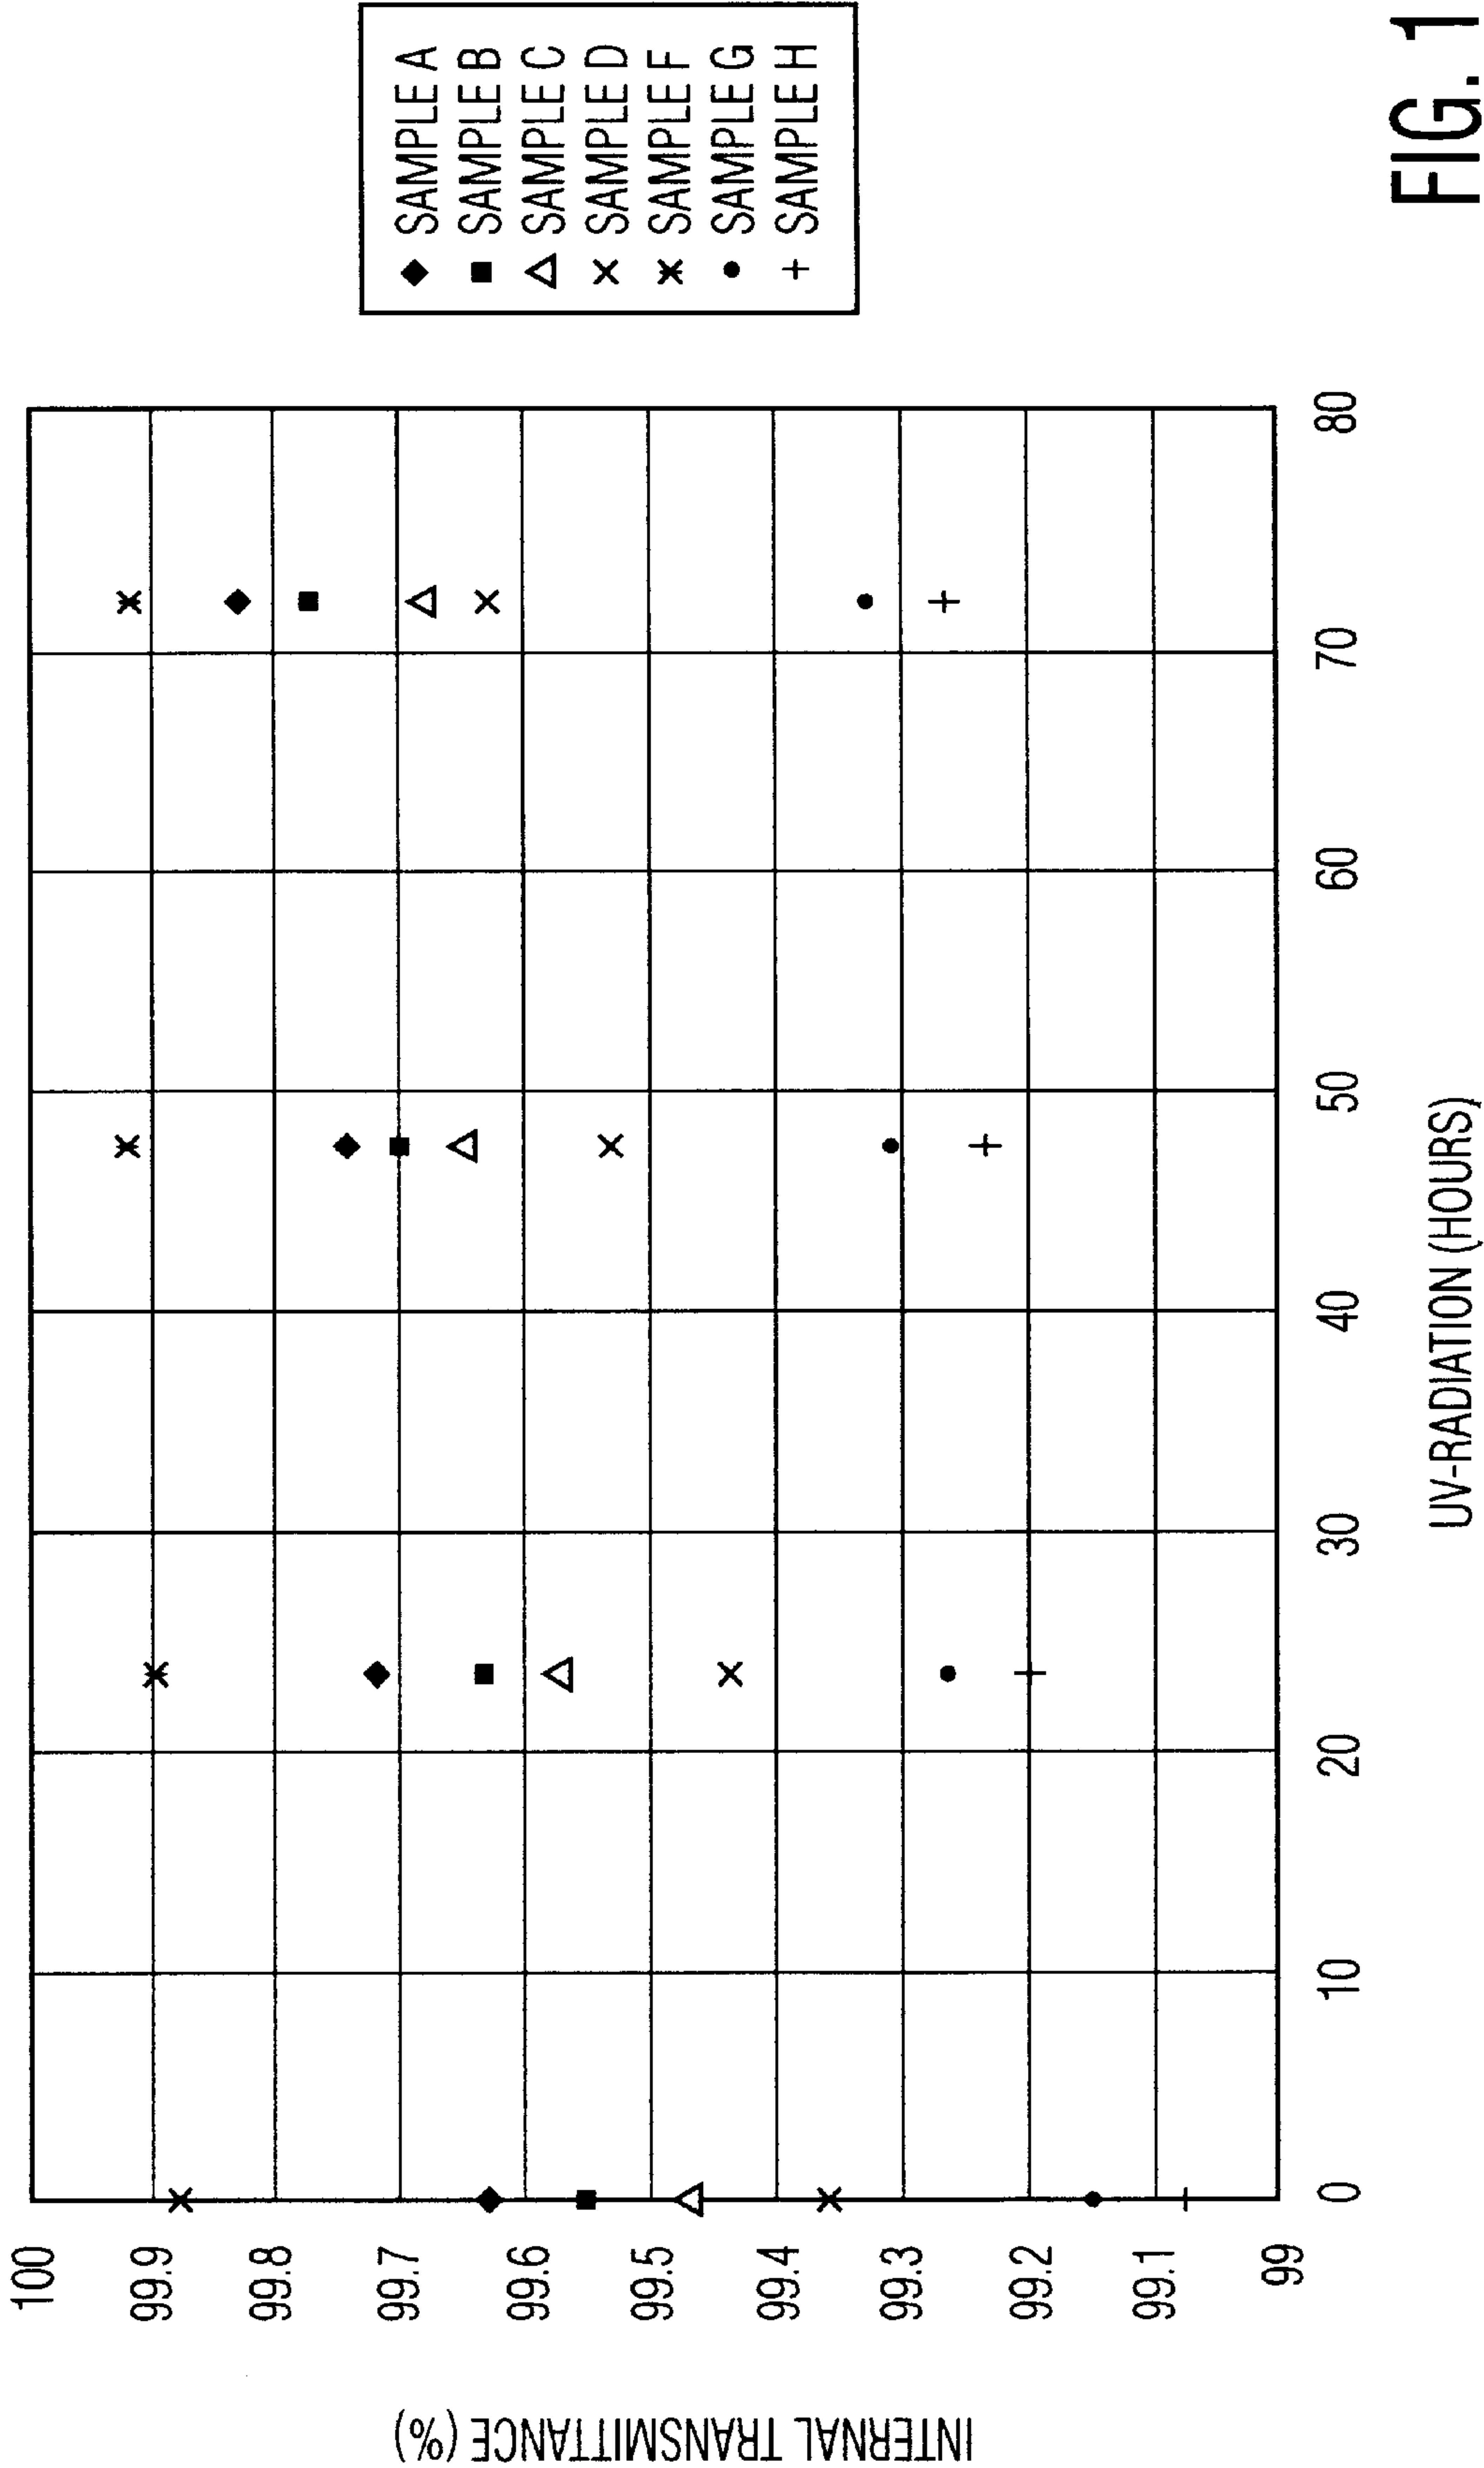 INTERNAL TRANSMITTANCE (%)
100
99.9
99.8
99.7
99.6
99.5
99.4
99.3
99.2
99.1
99
0
10
20
30
40
50
60
70
80
UV-RADIATION (HOURS)
SAMPLE A
SAMPLE B
SAMPLE C
SAMPLE D
SAMPLE F
SAMPLE G
SAMPLE H
FIG. 1